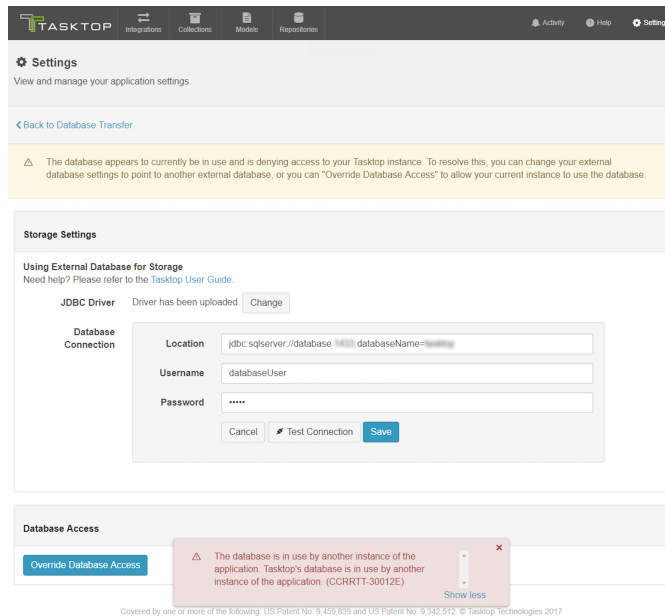 TASKTOP
Integrations
Collections
Models
Repositories
Activity
Help
Setting
Settings
View and manage your application settings.
Back to Database Transfer
The database appears to currently be in use and is denying access to your Tasktop instance. To resolve this, you can change your external
database settings to point to another external database, or you can "Override Database Access" to allow your current instance to use the database.
Storage Settings
Using External Database for Storage
Need help? Please refer to the Tasktop User Guide.
JDBC Driver
Driver has been uploaded.
Change
Database
Connection
Location
jdbc:sqlserver://database: ;databaseName=
Username
databaseUser
Password
•••••
Cancel
Test Connection
Save
Database Access
Override Database Access
The database is in use by another instance of the
application. Tasktop's database is in use by another
instance of the application. (CCRRTT-30012E)
Show less
Covered by one or more of the following: US Patent No. 9,459,839 and US Patent No. 9,342,512. © Tasktop Technologies 2017